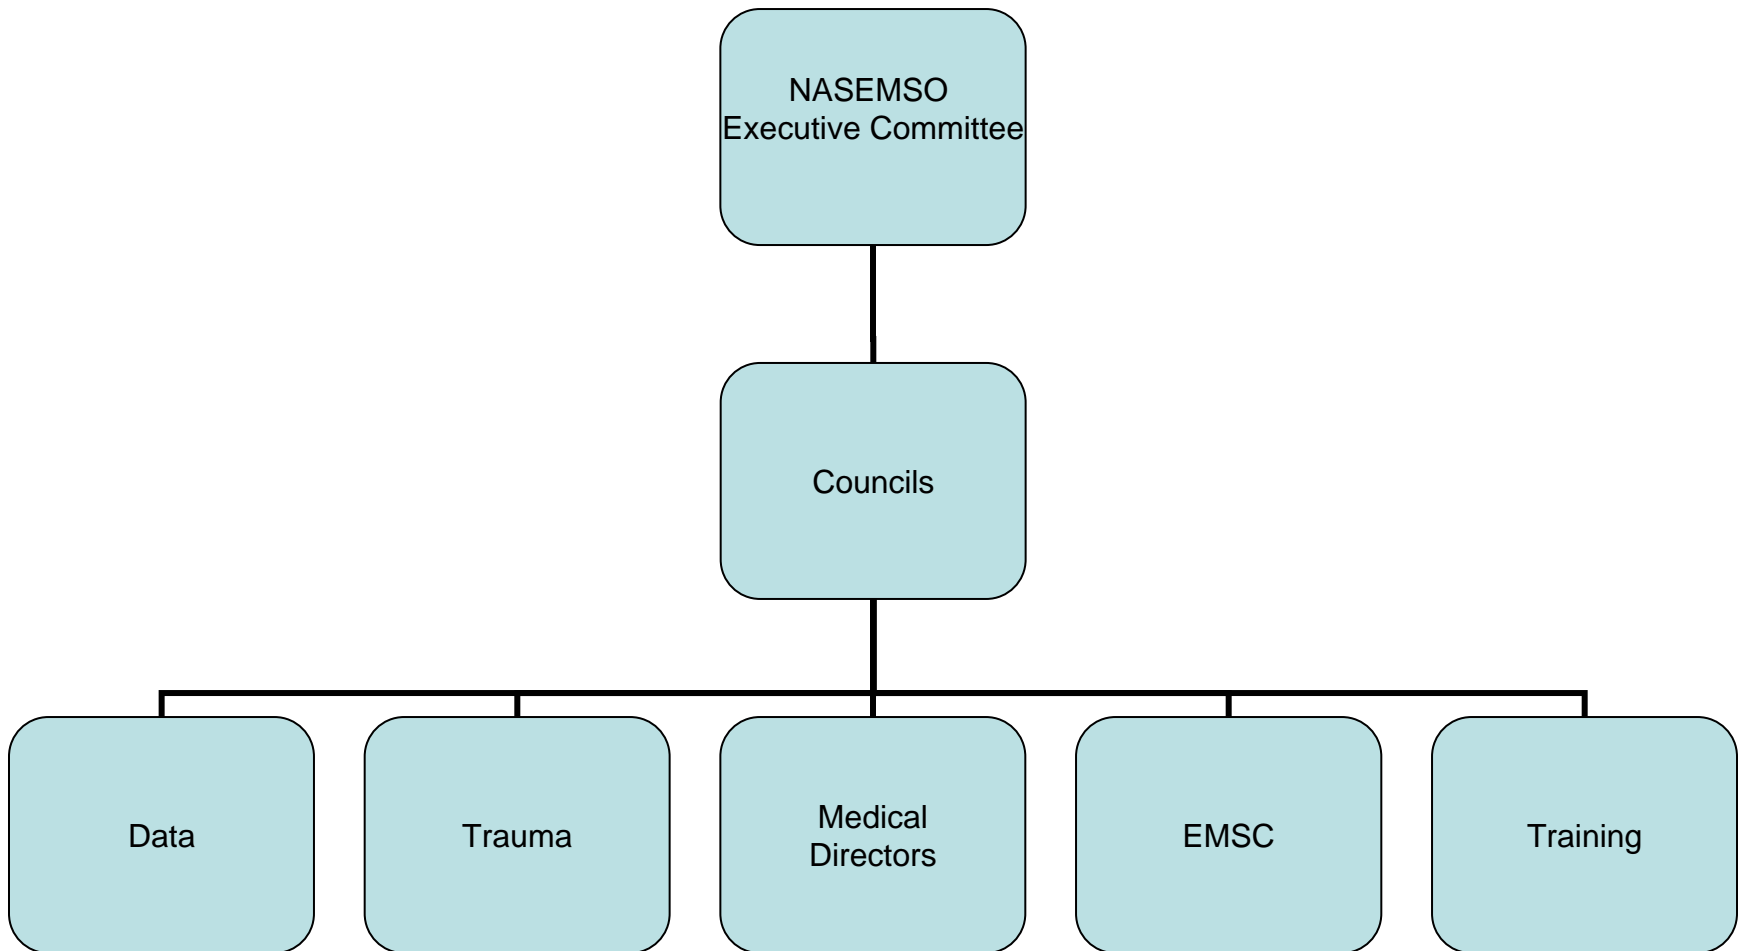 NASEMSO
Executive Committee
Councils
Data
Trauma
Medical
Directors
EMSC
Training